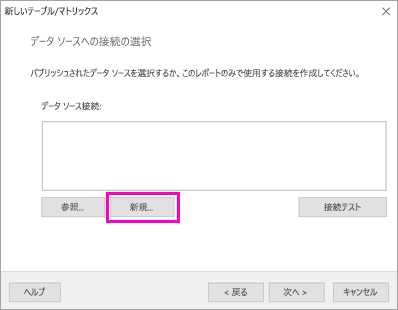 新しいテーブル/マトリックス
データ ソースへの接続の選択
パブリッシュされたデータ ソースを選択するか、このレポートのみで使用する接続を作成してください。
データ ソース接続:
参照... 新規... 接続テスト
ヘルプ < 戻る 次へ > キャンセル